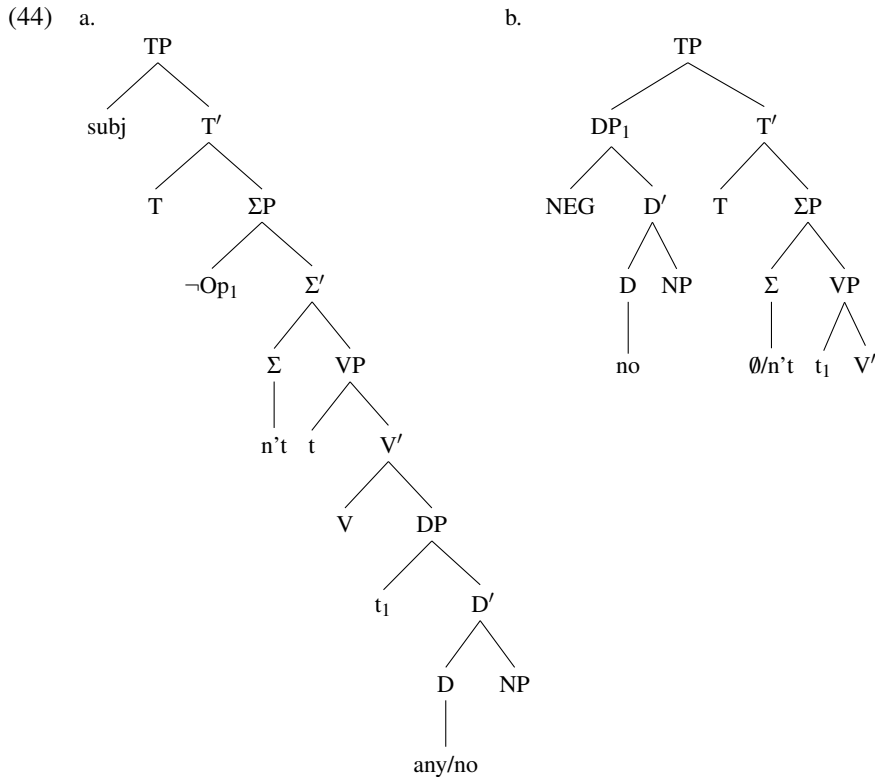 (44) a. b.
TP TP
subj T′ DP₁ T′
T ΣP NEG D′ T ΣP
¬Op₁ Σ′ D NP Σ VP
Σ VP no ∅/n't t₁ V′
n't t V′
V DP
t₁ D′
D NP
any/no